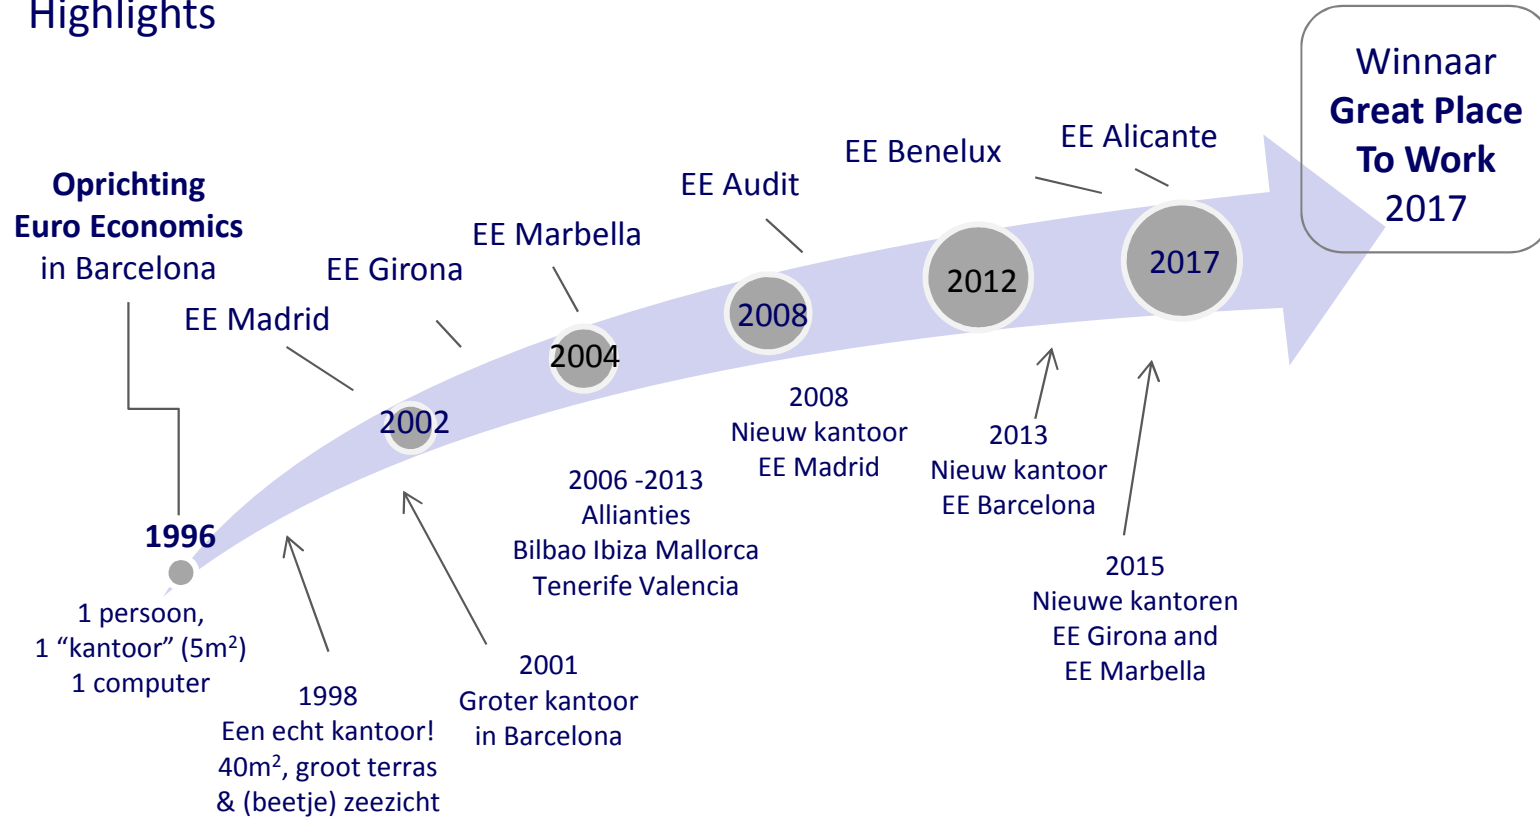 Highlights
Winnaar
Great Place
To Work
2017
Oprichting
Euro Economics
in Barcelona
EE Madrid
EE Girona
EE Marbella
EE Audit
EE Benelux
EE Alicante
1996
2002
2004
2008
2012
2017
1 persoon,
1 “kantoor” (5m²)
1 computer
1998
Een echt kantoor!
40m², groot terras
& (beetje) zeezicht
2001
Groter kantoor
in Barcelona
2006 -2013
Allianties
Bilbao Ibiza Mallorca
Tenerife Valencia
2008
Nieuw kantoor
EE Madrid
2013
Nieuw kantoor
EE Barcelona
2015
Nieuwe kantoren
EE Girona and
EE Marbella